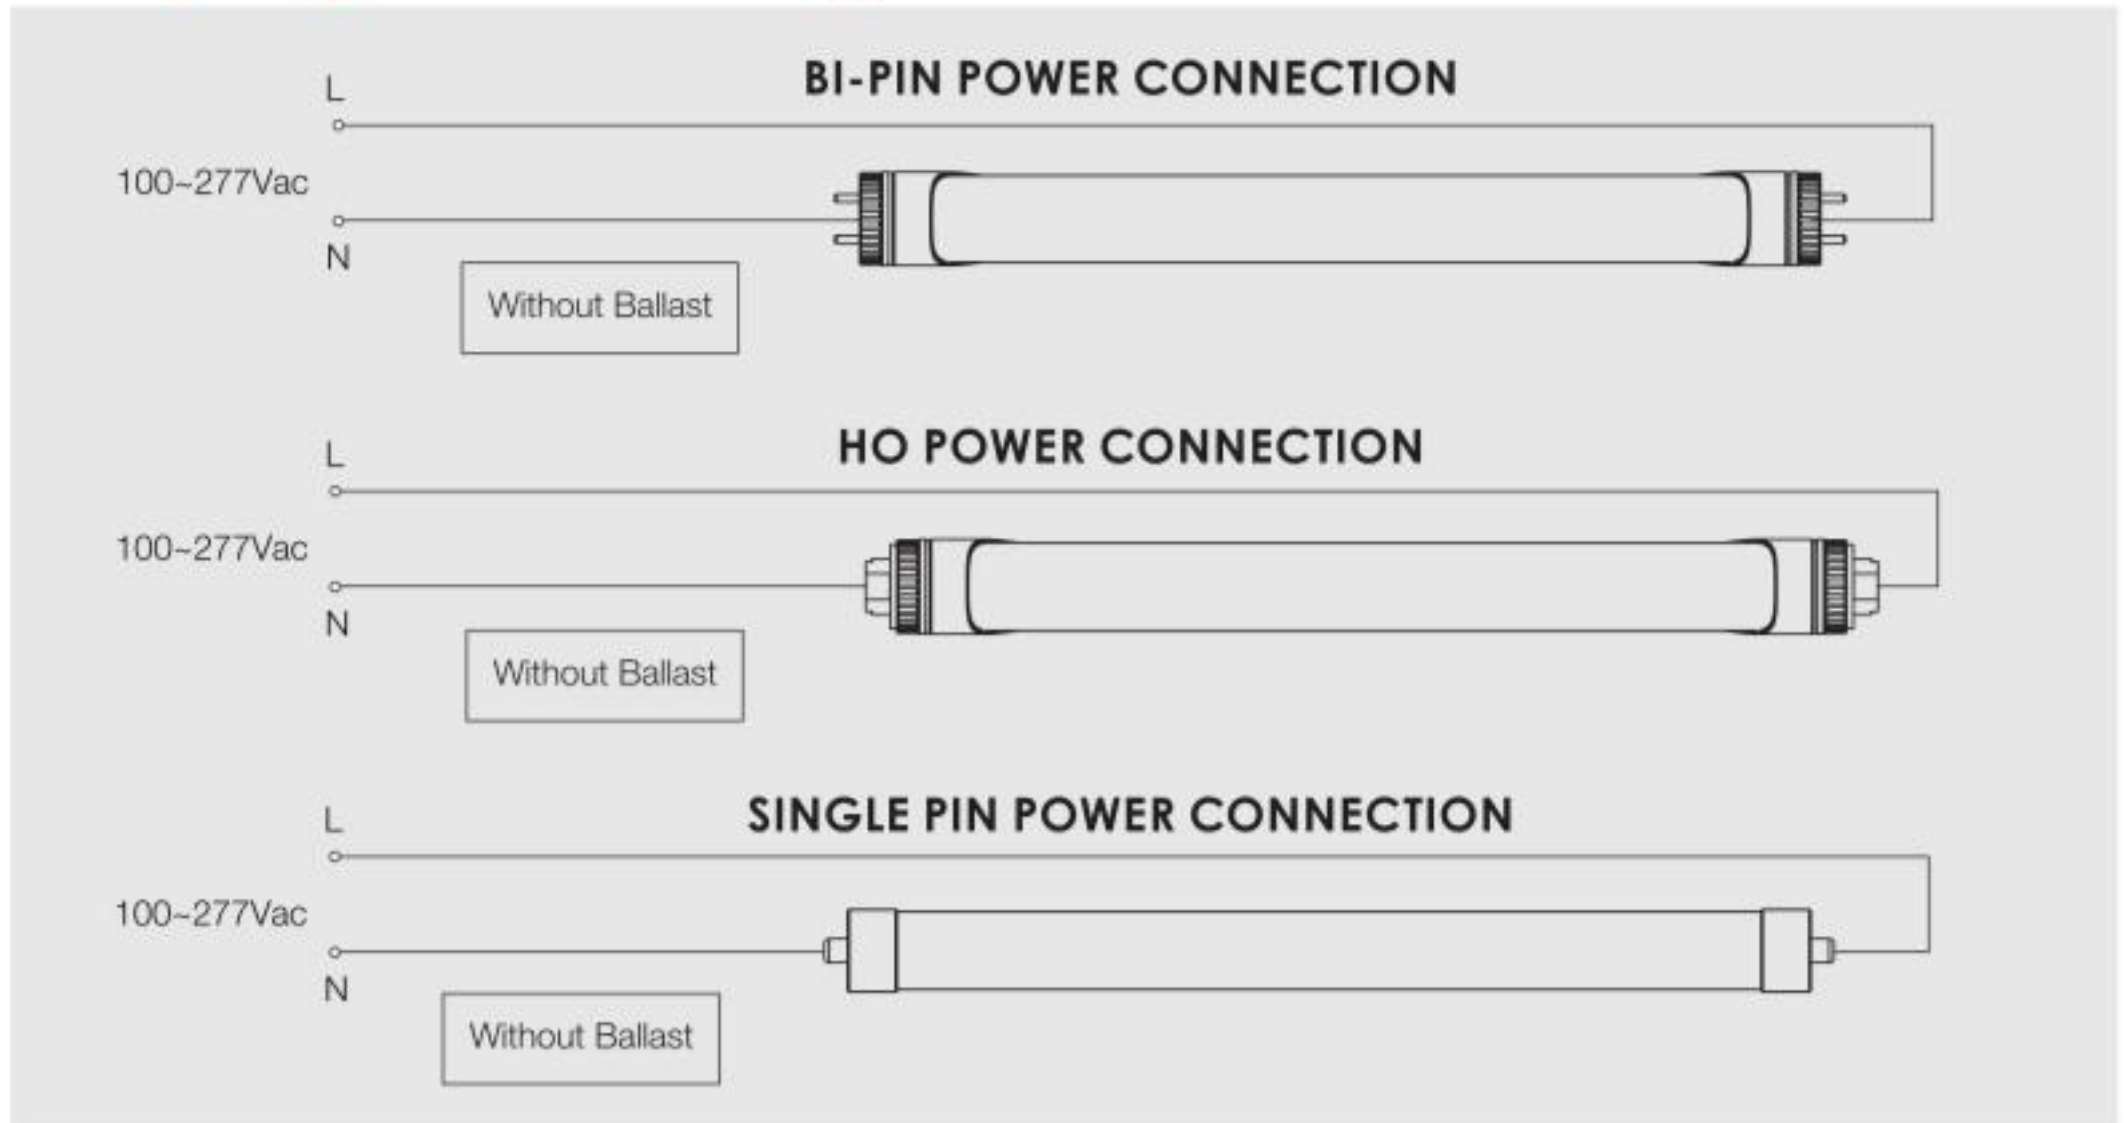 BI-PIN POWER CONNECTION
L
100~277Vac
N
Without Ballast
HO POWER CONNECTION
L
100~277Vac
N
Without Ballast
SINGLE PIN POWER CONNECTION
L
100~277Vac
N
Without Ballast